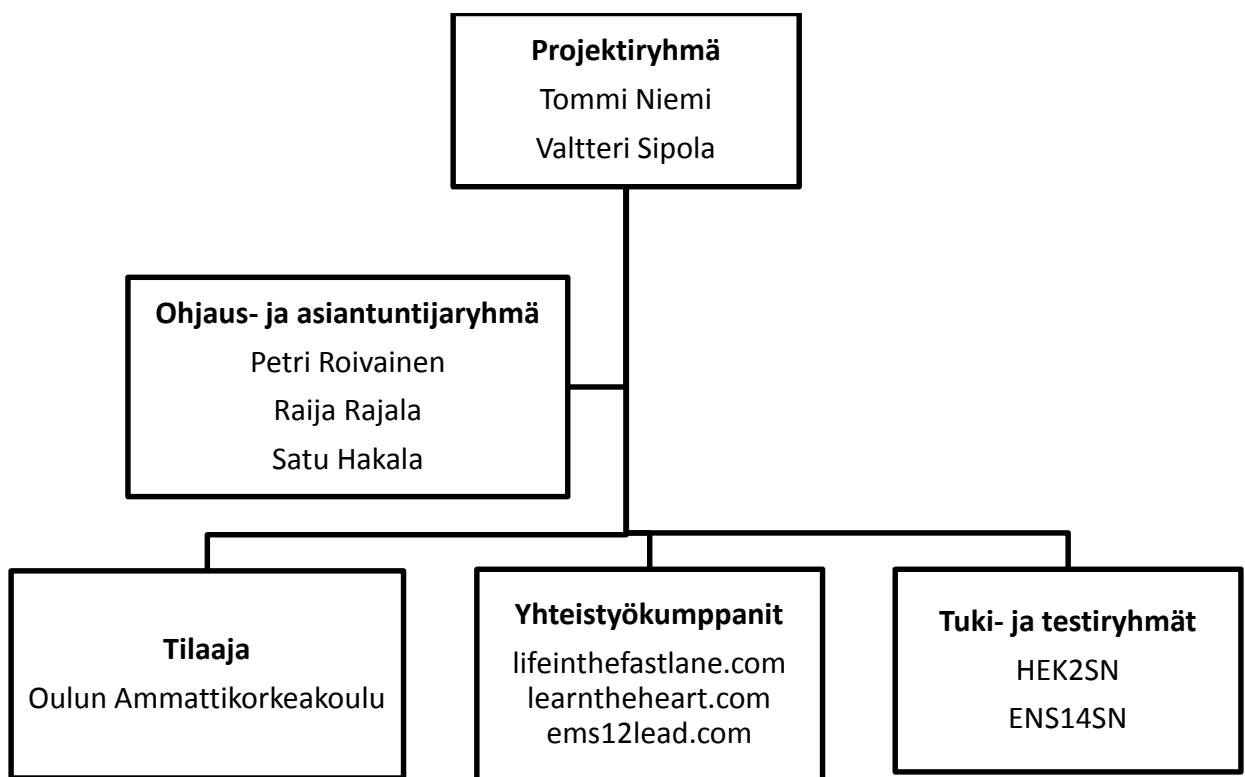 Projektiryhmä
Tommi Niemi
Valtteri Sipola
Ohjaus- ja asiantuntijaryhmä
Petri Roivainen
Raija Rajala
Satu Hakala
Tilaaja
Oulun Ammattikorkeakoulu
Yhteistyökumppanit
lifeinthefastlane.com
learntheheart.com
ems12lead.com
Tuki- ja testiryhmät
HEK2SN
ENS14SN